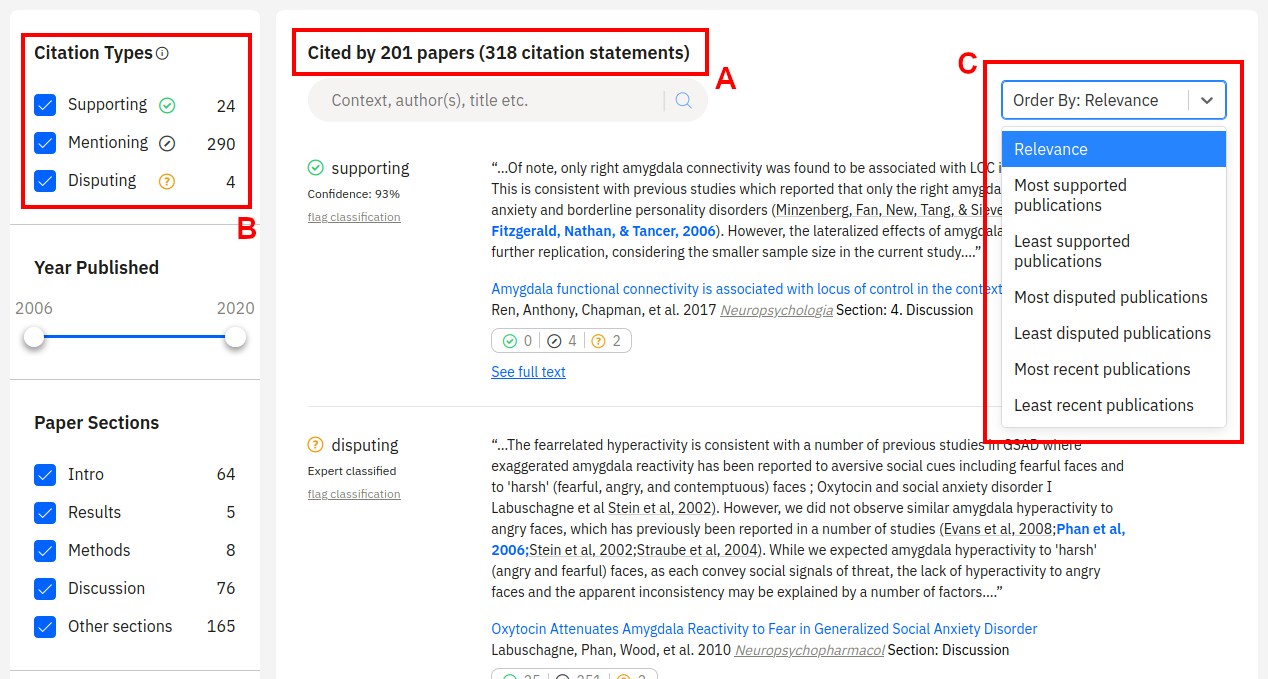 Citation Types
Supporting 24
Mentioning 290
Disputing 4
B
Year Published
2006 2020
Paper Sections
Intro 64
Results 5
Methods 8
Discussion 76
Other sections 165
Cited by 201 papers (318 citation statements)
A
Context, author(s), title etc.
C
Order By: Relevance
Relevance
Most supported
publications
Least supported
publications
Most disputed publications
Least disputed publications
Most recent publications
Least recent publications
supporting
Confidence: 93%
flag classification
“...Of note, only right amygdala connectivity was found to be associated with LOC
This is consistent with previous studies which reported that only the right
anxiety and borderline personality disorders (Minzenberg, Fan, New, Tang, &
Fitzgerald, Nathan, & Tancer, 2006). However, the lateralized effects of
further replication, considering the smaller sample size in the current study....”
Amygdala functional connectivity is associated with locus of control in the context
Ren, Anthony, Chapman, et al. 2017 Neuropsychologia Section: 4. Discussion
0 4 2
See full text
disputing
Expert classified
flag classification
“...The fearrelated hyperactivity is consistent with a number of previous studies in GSAD where
exaggerated amygdala reactivity has been reported to aversive social cues including fearful faces and
to 'harsh' (fearful, angry, and contemptuous) faces ; Oxytocin and social anxiety disorder I
Labuschagne et al Stein et al, 2002). However, we did not observe similar amygdala hyperactivity to
angry faces, which has previously been reported in a number of studies (Evans et al, 2008;Phan et al,
2006;Stein et al, 2002;Straube et al, 2004). While we expected amygdala hyperactivity to 'harsh'
(angry and fearful) faces, as each convey social signals of threat, the lack of hyperactivity to angry
faces and the apparent inconsistency may be explained by a number of factors....”
Oxytocin Attenuates Amygdala Reactivity to Fear in Generalized Social Anxiety Disorder
Labuschagne, Phan, Wood, et al. 2010 Neuropsychopharmacol Section: Discussion